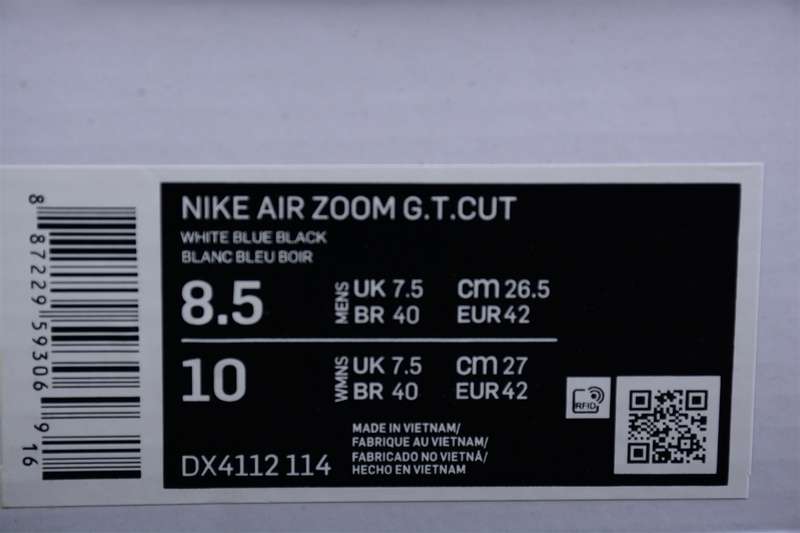 NIKE AIR ZOOM G.T.CUT
WHITE BLUE BLACK
BLANC BLEU BOIR
8.5 MENS UK 7.5 cm 26.5
BR 40 EUR 42
10 WMNS UK 7.5 cm 27
BR 40 EUR 42
MADE IN VIETNAM/
FABRIQUE AU VIETNAM/
FABRICADO NO VIETNÃ/
HECHO EN VIETNAM
DX4112 114
RFID
8 87229 59306 9 16